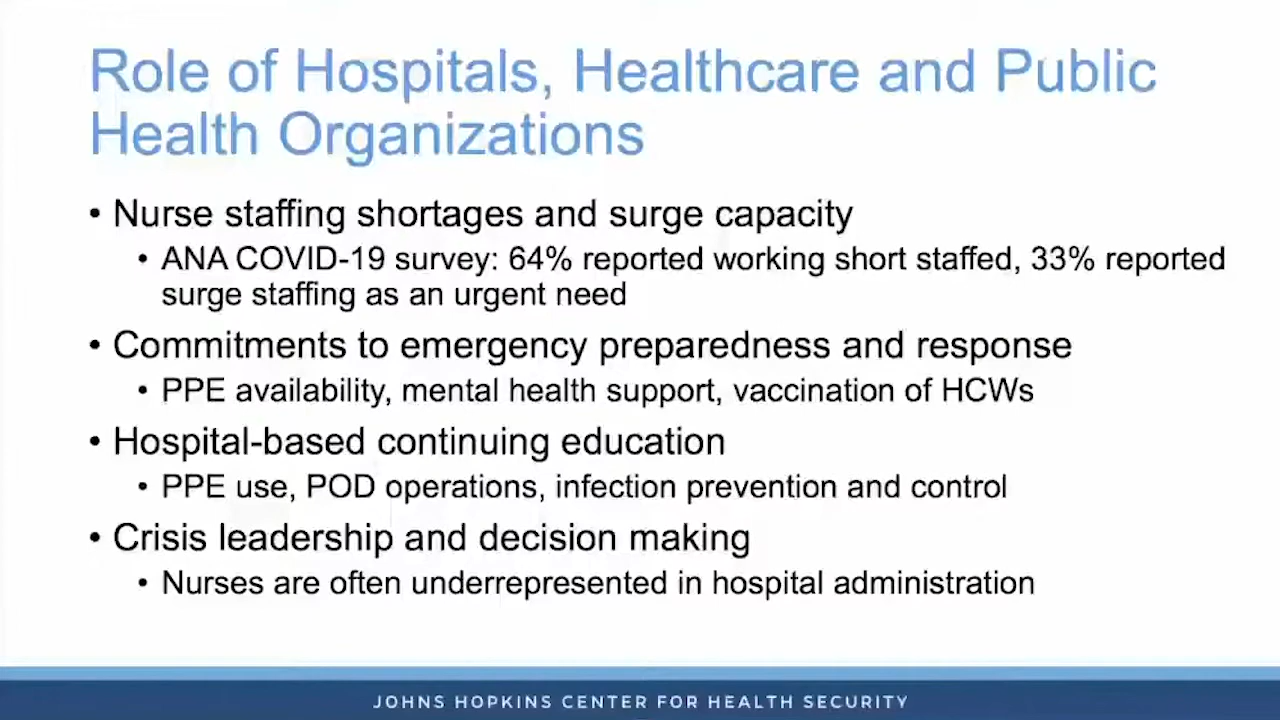 Role of Hospitals, Healthcare and Public
Health Organizations
• Nurse staffing shortages and surge capacity
• ANA COVID-19 survey: 64% reported working short staffed, 33% reported
surge staffing as an urgent need
• Commitments to emergency preparedness and response
• PPE availability, mental health support, vaccination of HCWs
• Hospital-based continuing education
• PPE use, POD operations, infection prevention and control
• Crisis leadership and decision making
• Nurses are often underrepresented in hospital administration
JOHNS HOPKINS CENTER FOR HEALTH SECURITY